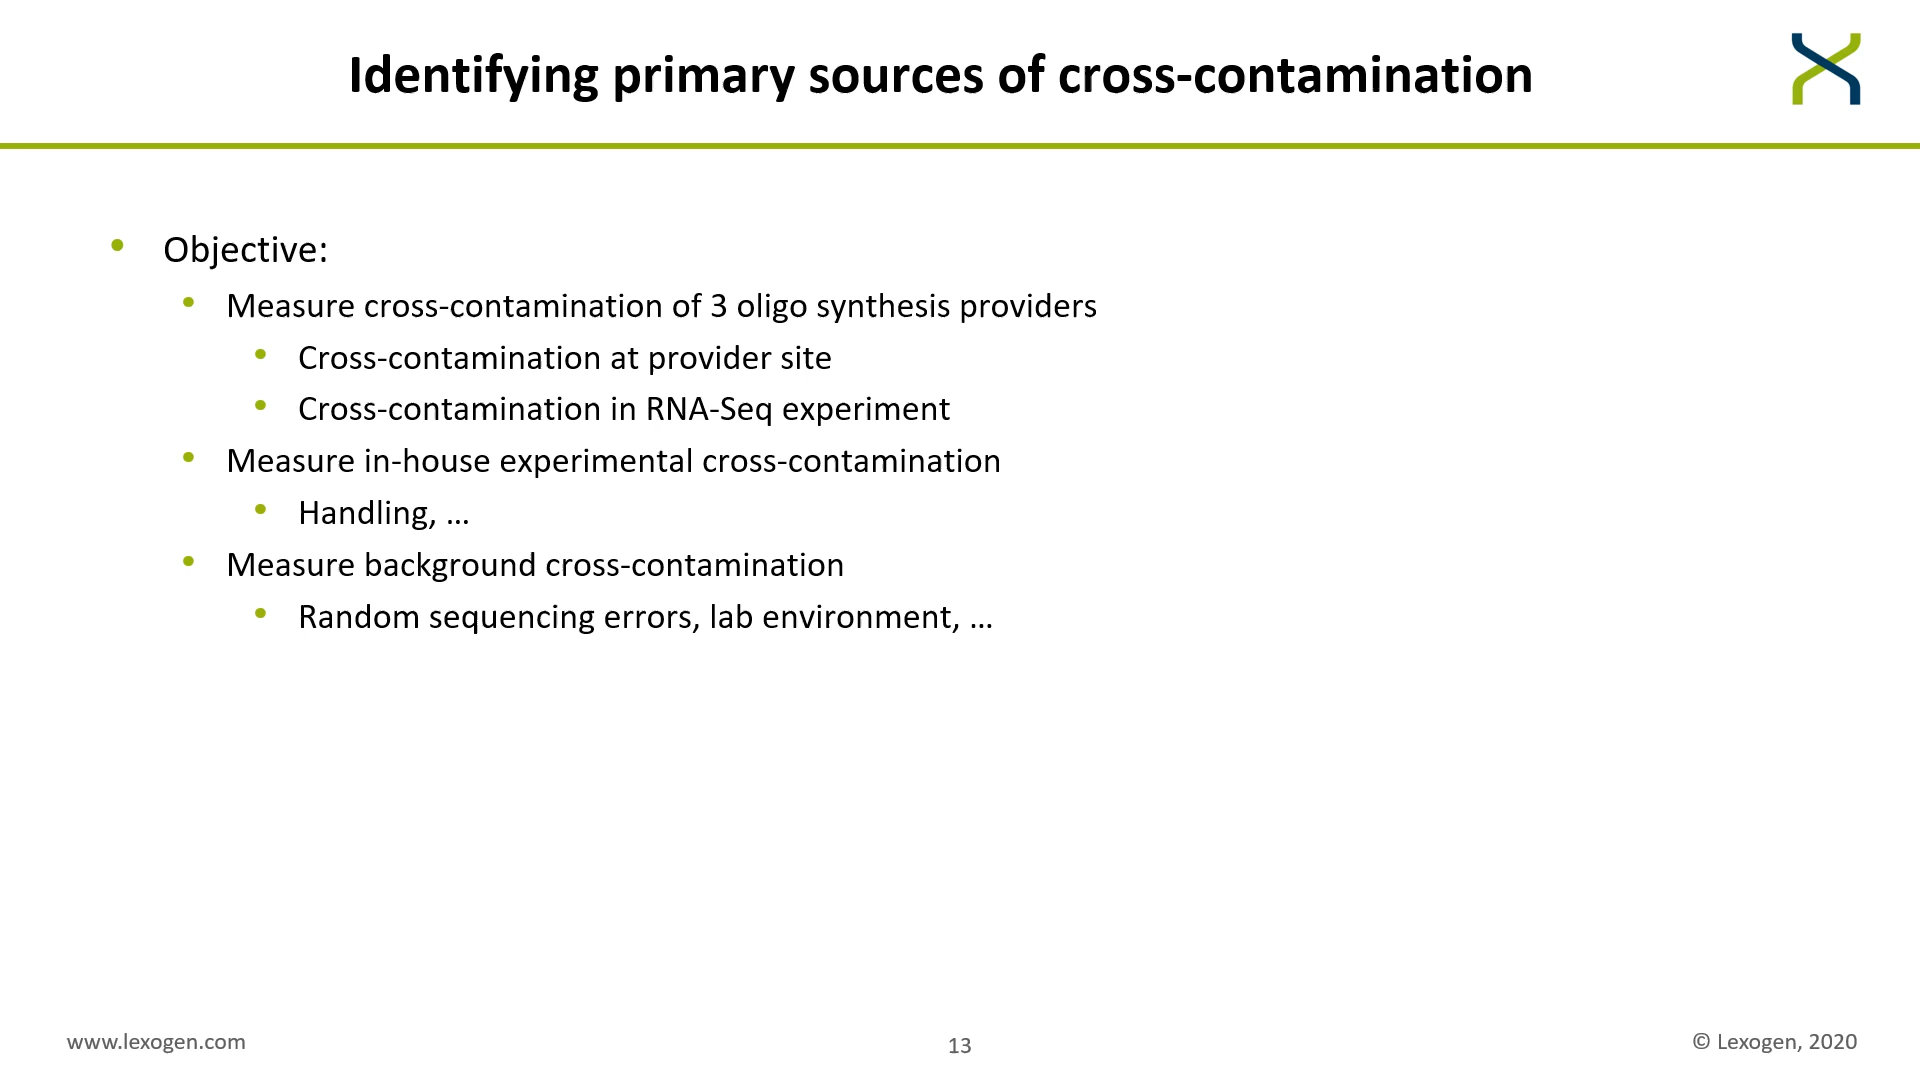 Identifying primary sources of cross-contamination
• Objective:
• Measure cross-contamination of 3 oligo synthesis providers
• Cross-contamination at provider site
• Cross-contamination in RNA-Seq experiment
• Measure in-house experimental cross-contamination
• Handling, …
• Measure background cross-contamination
• Random sequencing errors, lab environment, …
www.lexogen.com
13
© Lexogen, 2020